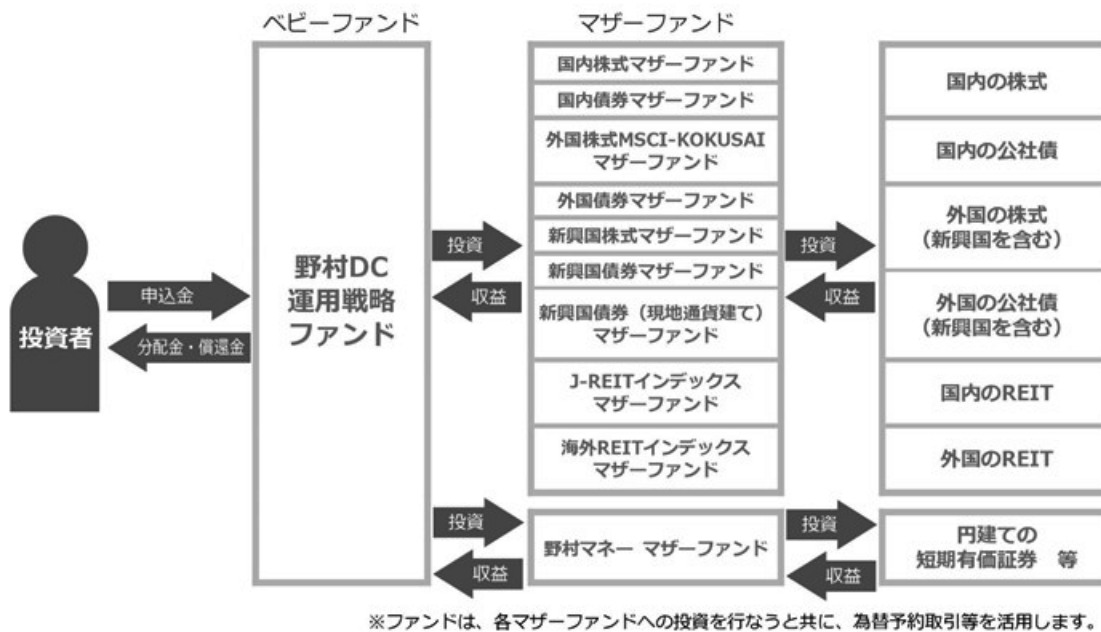 ベビーファンド
マザーファンド
投資者
申込金
分配金・償還金
野村DC
運用戦略
ファンド
投資
収益
国内株式マザーファンド
国内債券マザーファンド
外国株式MSCI-KOKUSAI
マザーファンド
外国債券マザーファンド
新興国株式マザーファンド
新興国債券マザーファンド
新興国債券（現地通貨建て）
マザーファンド
J-REITインデックス
マザーファンド
海外REITインデックス
マザーファンド
投資
収益
国内の株式
国内の公社債
外国の株式
（新興国を含む）
外国の公社債
（新興国を含む）
国内のREIT
外国のREIT
投資
収益
野村マネー マザーファンド
投資
収益
円建ての
短期有価証券　等
※ファンドは、各マザーファンドへの投資を行なうと共に、為替予約取引等を活用します。